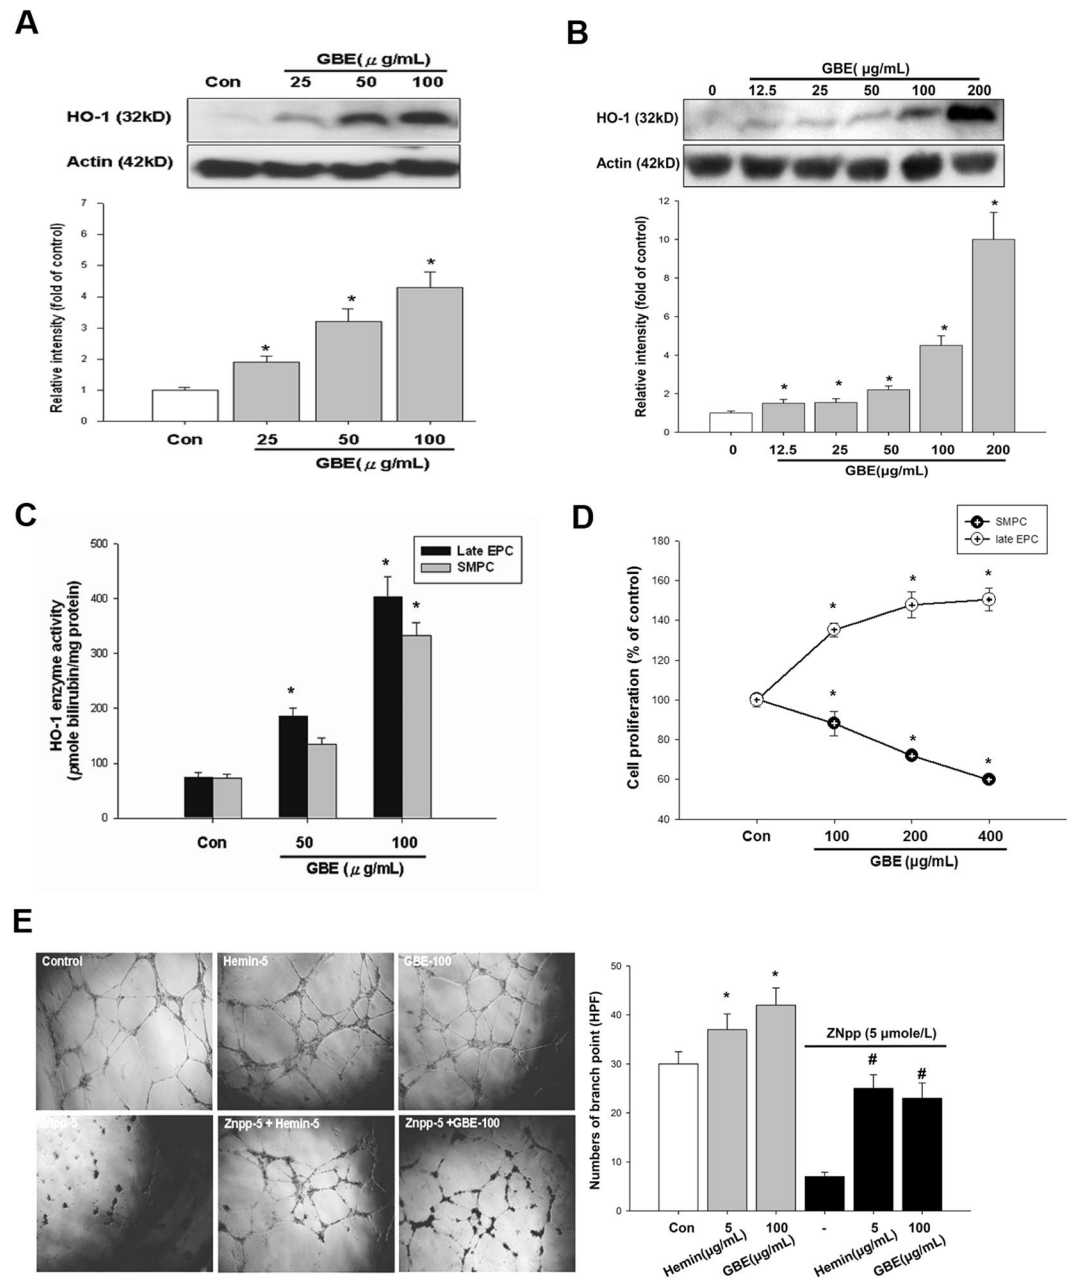 A
GBE(μ g/mL)
Con 25 50 100
HO-1 (32kD)
Actin (42kD)
Relative intensity (fold of control)
7
6
5
4
3
2
1
0
*
*
*
Con 25 50 100
GBE(μ g/mL)
B
GBE( µg/mL)
0 12.5 25 50 100 200
HO-1 (32kD)
Actin (42kD)
Relative intensity (fold of control)
12
10
8
6
4
2
0
*
*
*
*
*
0 12.5 25 50 100 200
GBE(µg/mL)
C
HO-1 enzyme activity
(pmole bilirubin/mg protein)
500
400
300
200
100
0
Late EPC
SMPC
*
*
*
Con 50 100
GBE (μ g/mL)
D
SMPC
late EPC
Cell proliferation (% of control)
180
160
140
120
100
80
60
40
*
*
*
*
*
*
Con 100 200 400
GBE (µg/mL)
E
Control Hemin-5 GBE-100
Znpp-5 Znpp-5 + Hemin-5 Znpp-5 +GBE-100
Numbers of branch point (HPF)
50
40
30
20
10
0
*
*
ZNpp (5 µmole/L)
#
#
Con 5 100 - 5 100
Hemin(µg/mL) GBE(µg/mL) Hemin(µg/mL) GBE(µg/mL)